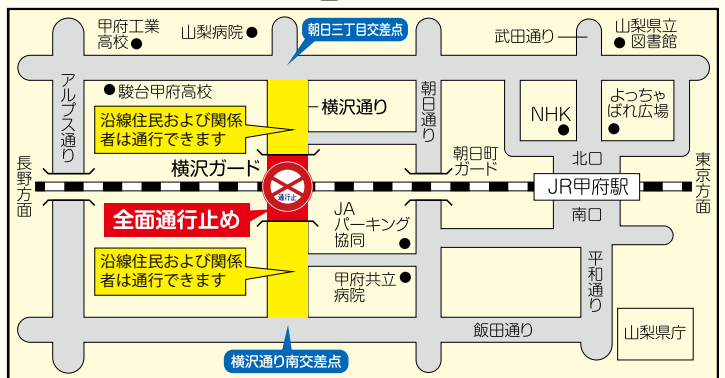 甲府工業
高校
山梨病院
朝日三丁目交差点
武田通り
山梨県立
図書館
アルプス通り
駿台甲府高校
横沢通り
朝日通り
NHK
よっちゃ
ばれ広場
沿線住民および関係
者は通行できます
長野方面
横沢ガード
朝日町
ガード
北口
JR甲府駅
南口
東京方面
通行止
全面通行止め
JA
パーキング
協同
沿線住民および関係
者は通行できます
甲府共立
病院
平和通り
飯田通り
山梨県庁
横沢通り南交差点